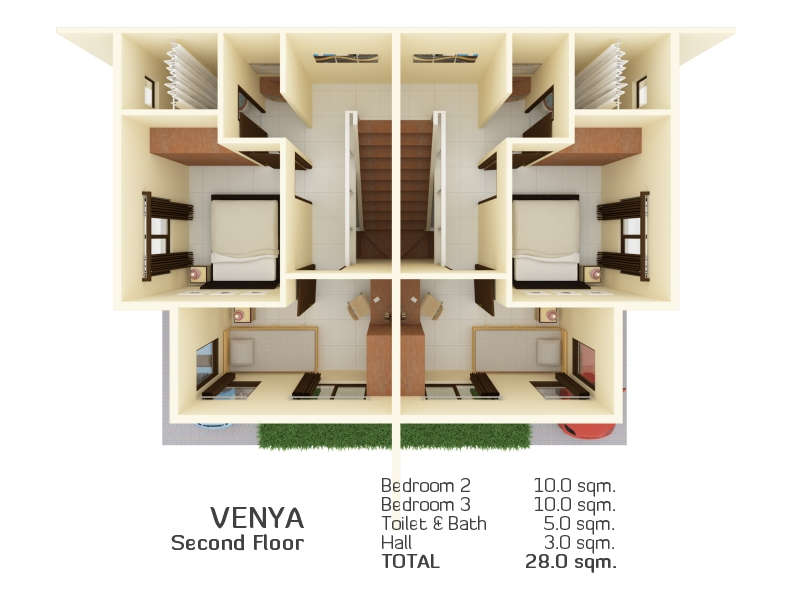 VENYA
Second Floor
Bedroom 2 10.0 sqm.
Bedroom 3 10.0 sqm.
Toilet & Bath 5.0 sqm.
Hall 3.0 sqm.
TOTAL 28.0 sqm.